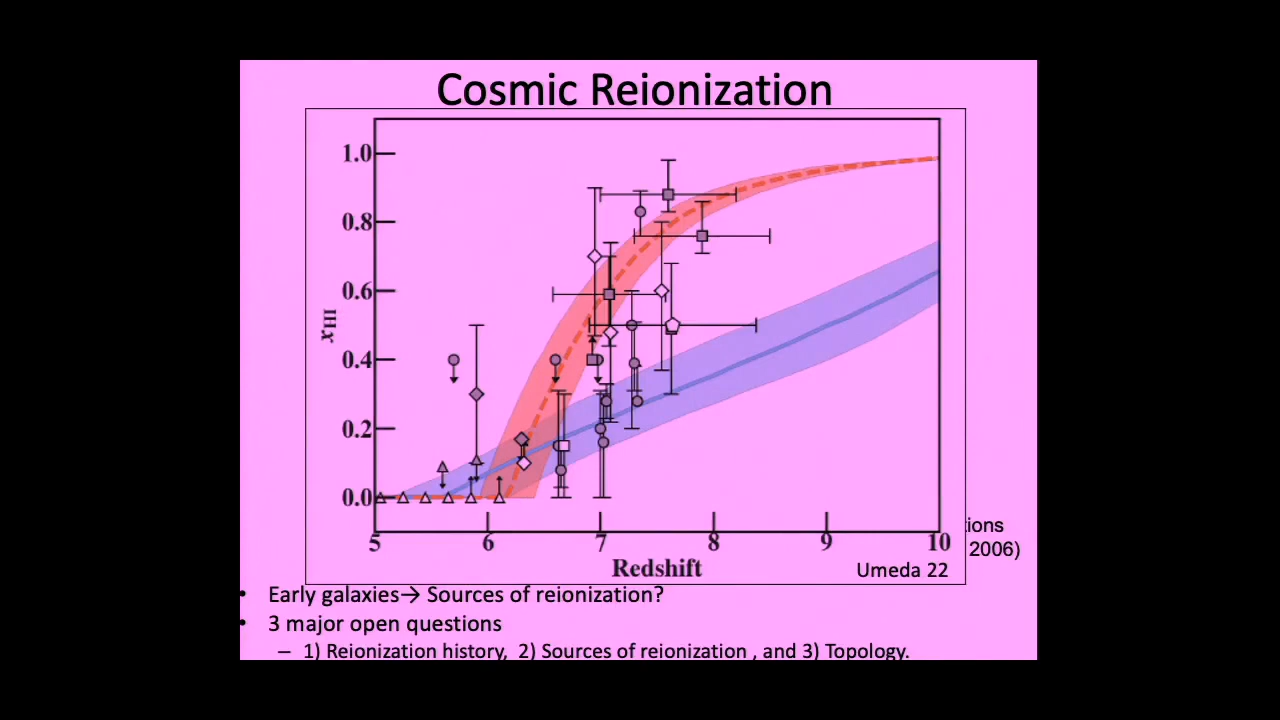 Cosmic Reionization
1.0
0.8
0.6
0.4
0.2
0.0
xHI
5 6 7 8 9 10
Redshift
Umeda 22
ions
2006)
• Early galaxies→ Sources of reionization?
• 3 major open questions
– 1) Reionization history, 2) Sources of reionization , and 3) Topology.